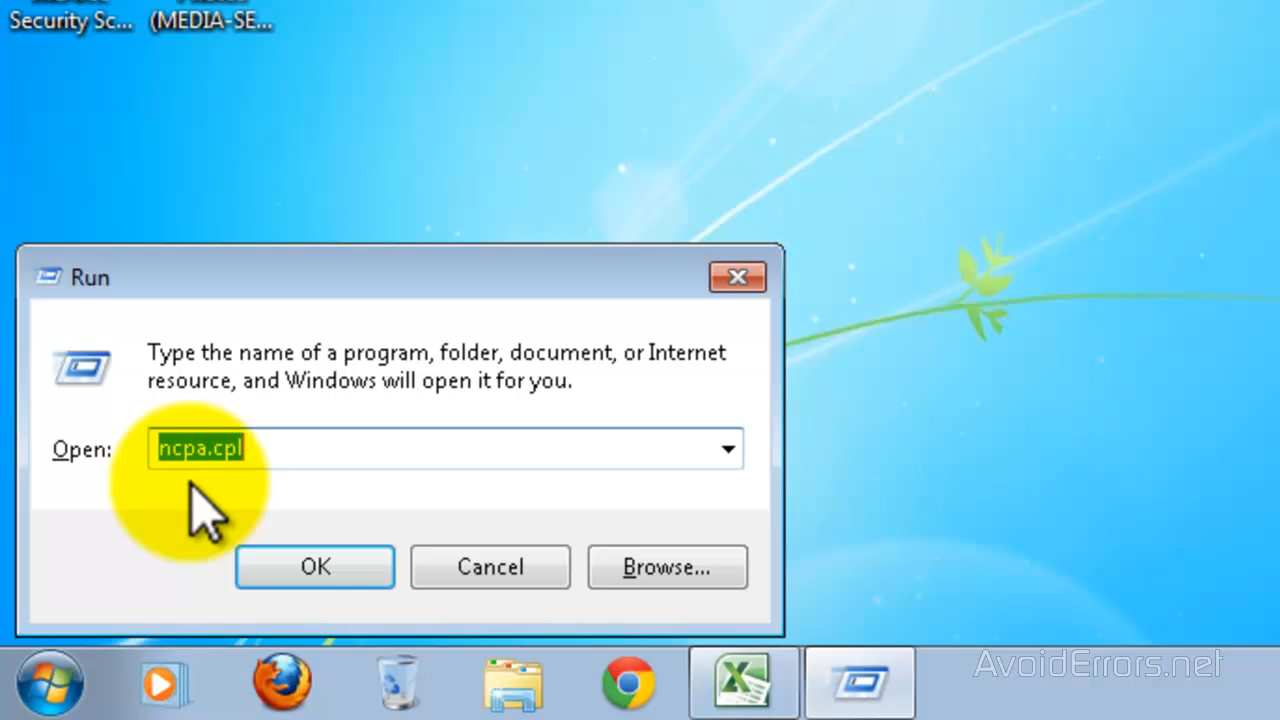 Security Sc...
(MEDIA-SE...
Run
Type the name of a program, folder, document, or Internet
resource, and Windows will open it for you.
Open:
ncpa.cpl
OK
Cancel
Browse...
AvoidErrors.net